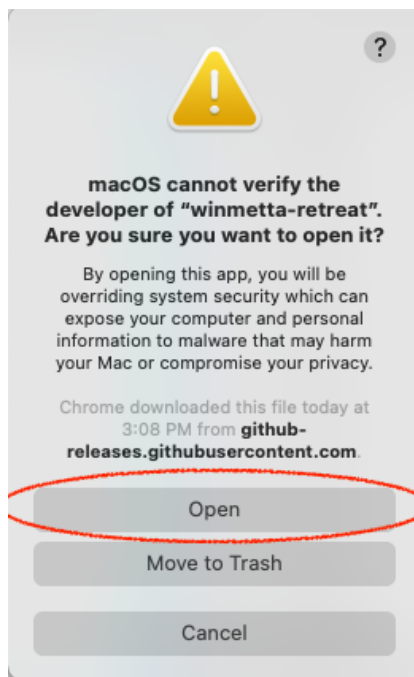 ?
macOS cannot verify the
developer of “winmetta-retreat”.
Are you sure you want to open it?
By opening this app, you will be
overriding system security which can
expose your computer and personal
information to malware that may harm
your Mac or compromise your privacy.
Chrome downloaded this file today at
3:08 PM from github-
releases.githubusercontent.com.
Open
Move to Trash
Cancel